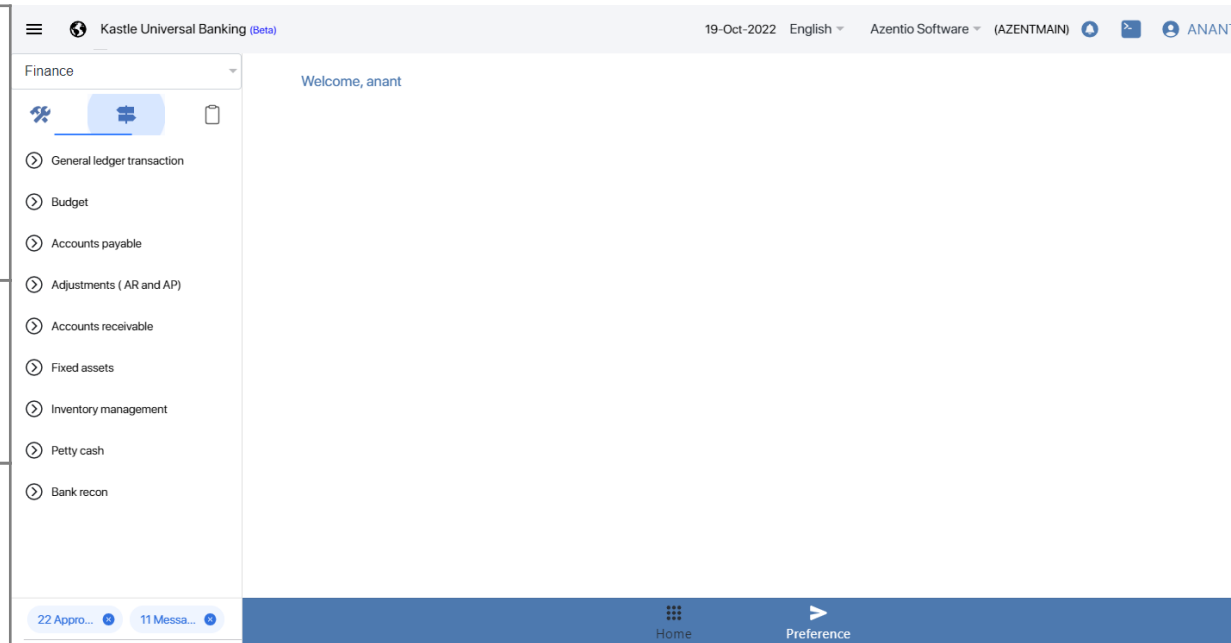 Kastle Universal Banking (Beta)
19-Oct-2022 English Azentio Software (AZENTMAIN) ANANT
Finance
Welcome, anant
General ledger transaction
Budget
Accounts payable
Adjustments ( AR and AP)
Accounts receivable
Fixed assets
Inventory management
Petty cash
Bank recon
22 Appro... 11 Messa...
Home
Preference